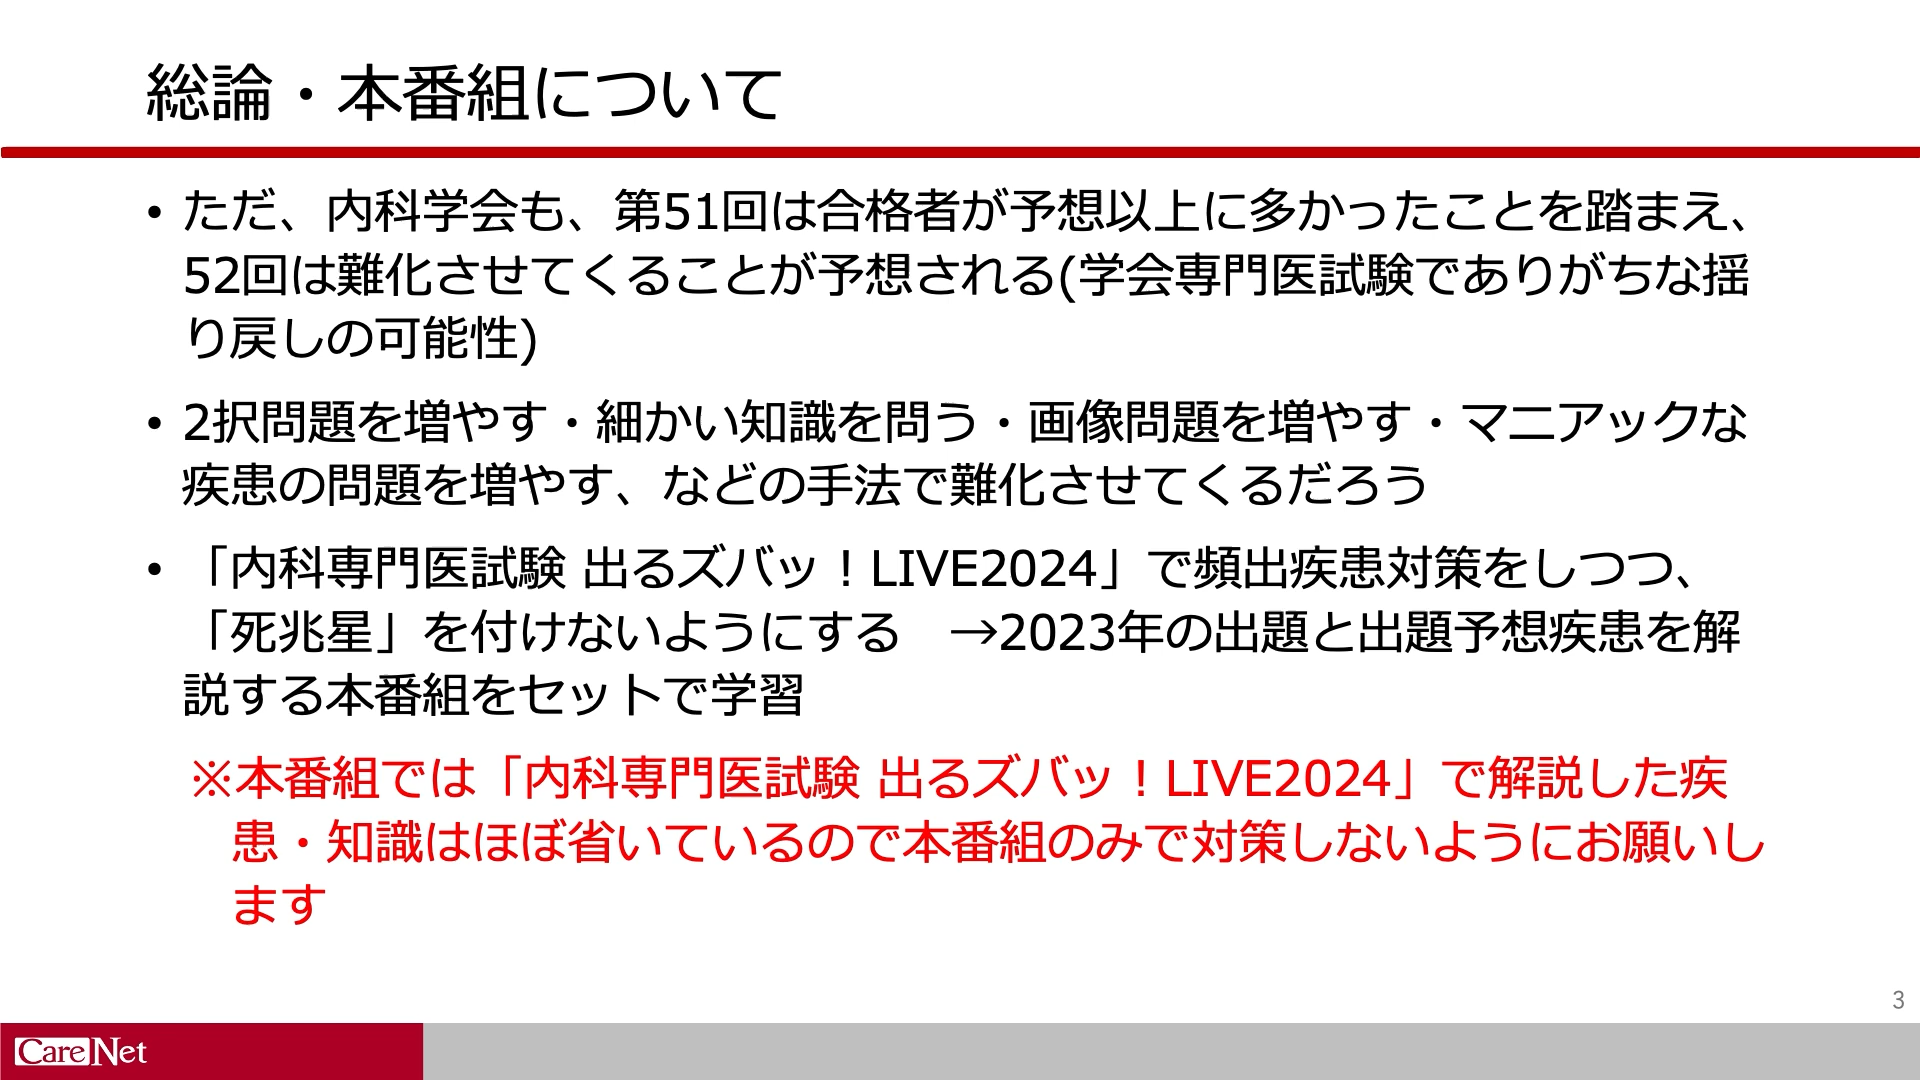 総論・本番組について
• ただ、内科学会も、第51回は合格者が予想以上に多かったことを踏まえ、
52回は難化させてくることが予想される(学会専門医試験でありがちな揺
り戻しの可能性)
• 2択問題を増やす・細かい知識を問う・画像問題を増やす・マニアックな
疾患の問題を増やす、などの手法で難化させてくるだろう
• 「内科専門医試験 出るズバッ！LIVE2024」で頻出疾患対策をしつつ、
「死兆星」を付けないようにする　→2023年の出題と出題予想疾患を解
説する本番組をセットで学習
※本番組では「内科専門医試験 出るズバッ！LIVE2024」で解説した疾
患・知識はほぼ省いているので本番組のみで対策しないようにお願いし
ます
3
CareNet